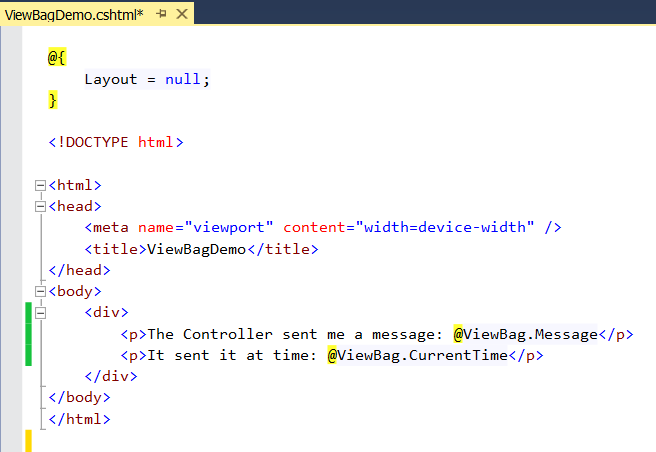 ViewBagDemo.cshtml*
@{
    Layout = null;
}
<!DOCTYPE html>
<html>
<head>
    <meta name="viewport" content="width=device-width" />
    <title>ViewBagDemo</title>
</head>
<body>
    <div>
        <p>The Controller sent me a message: @ViewBag.Message</p>
        <p>It sent it at time: @ViewBag.CurrentTime</p>
    </div>
</body>
</html>